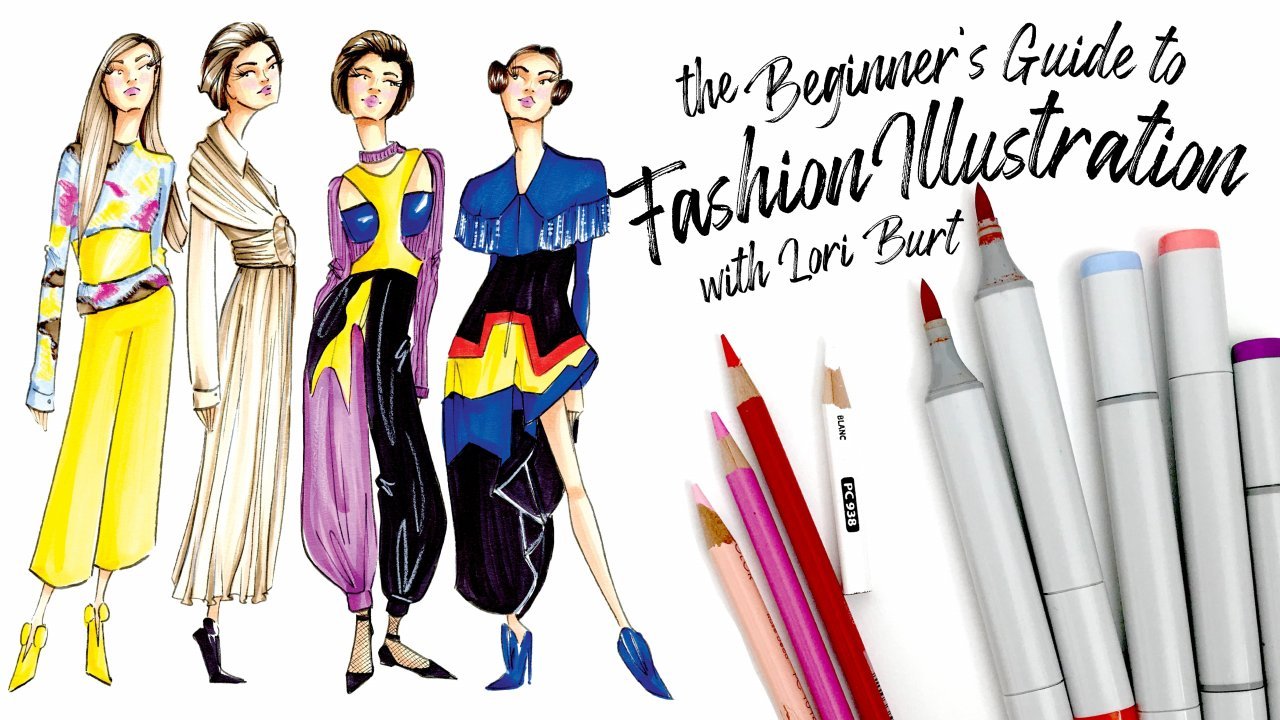 the Beginner's Guide to
Fashion Illustration
with Lori Burt
BLANC
PC 938